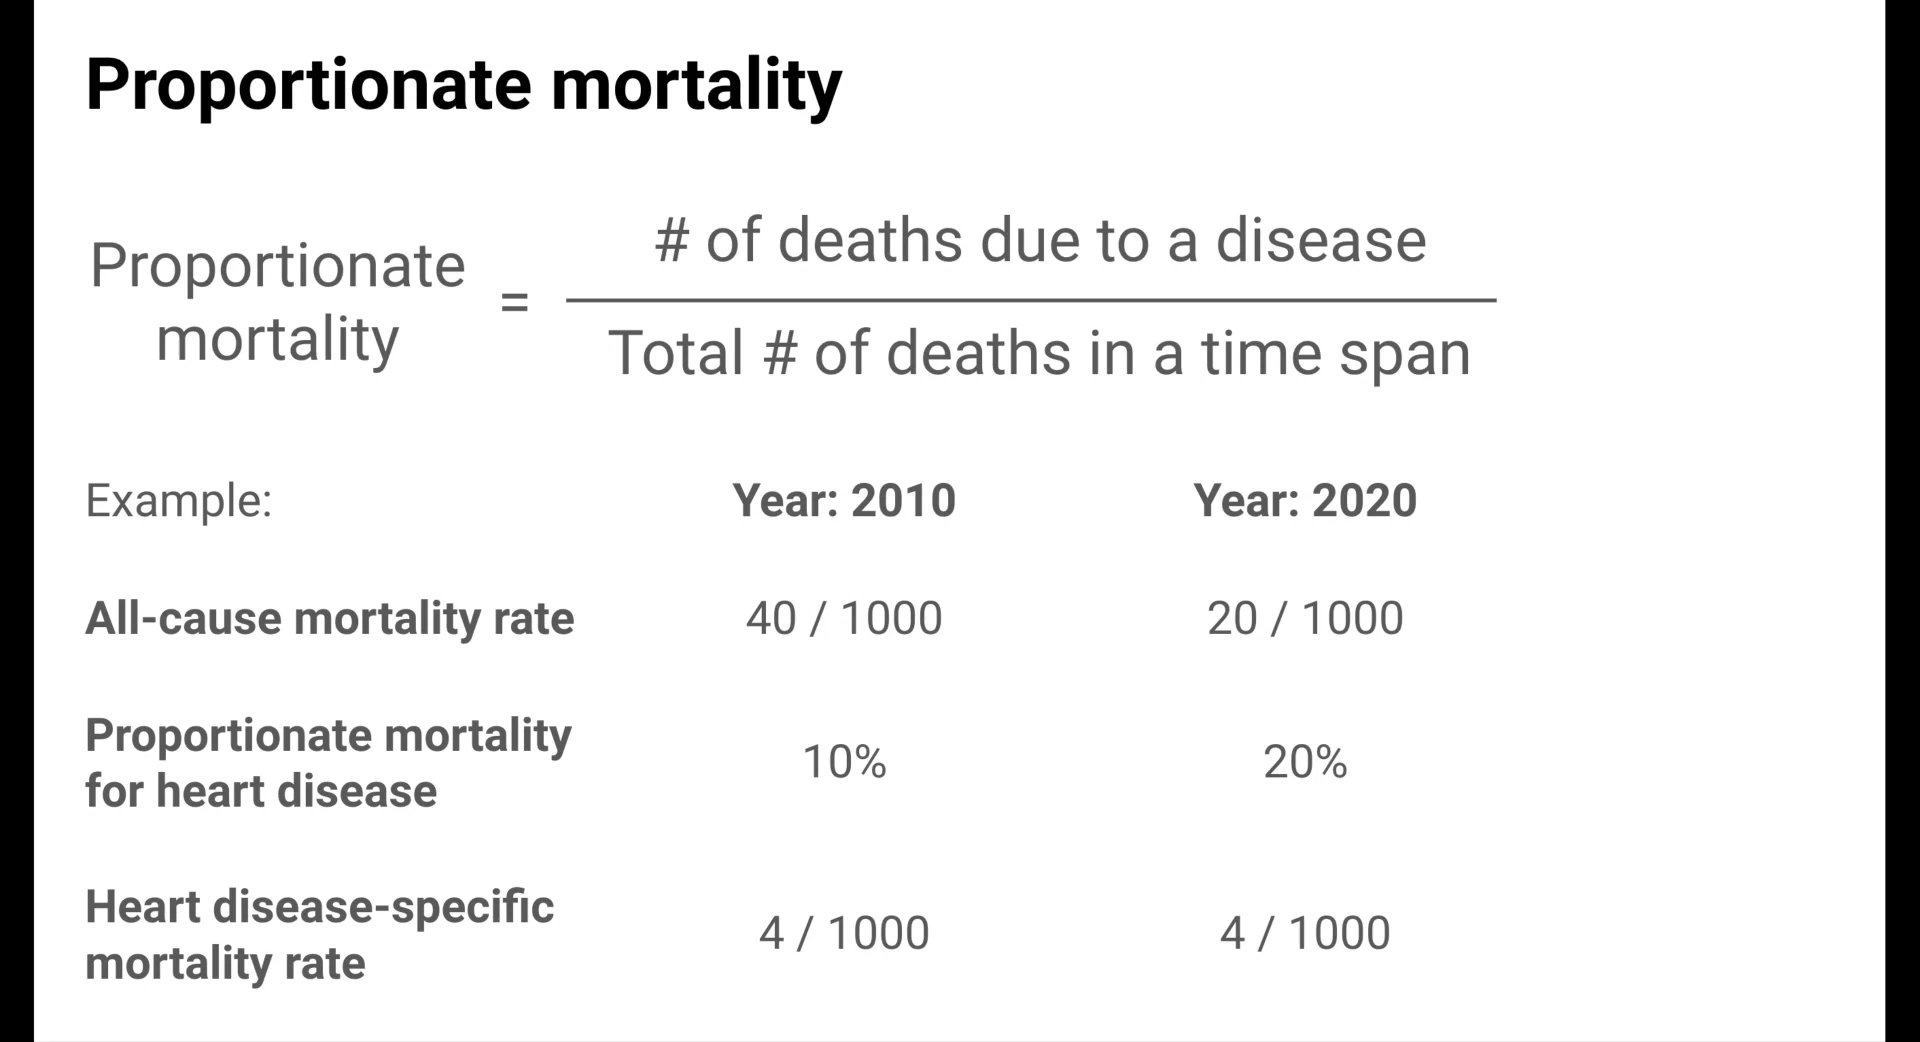 Proportionate mortality
Proportionate
mortality
=
# of deaths due to a disease
Total # of deaths in a time span
Example:
Year: 2010
Year: 2020
All-cause mortality rate
40 / 1000
20 / 1000
Proportionate mortality
for heart disease
10%
20%
Heart disease-specific
mortality rate
4 / 1000
4 / 1000